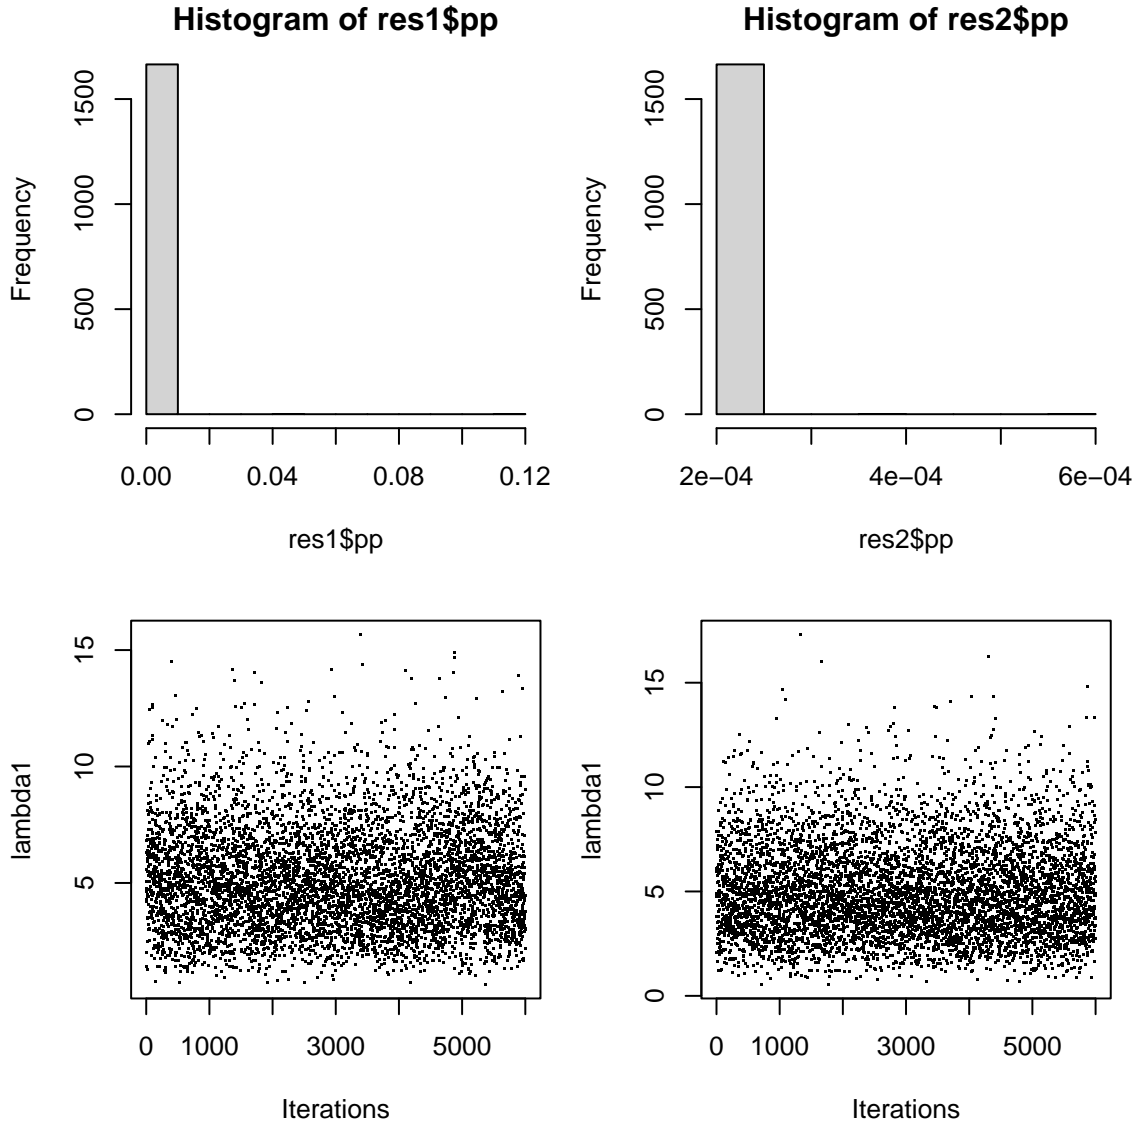 Histogram of res1$pp
Histogram of res2$pp
Frequency
0
500
1000
1500
0.00
0.04
0.08
0.12
res1$pp
Frequency
0
500
1000
1500
2e−04
4e−04
6e−04
res2$pp
lambda1
5
10
15
0
1000
3000
5000
Iterations
lambda1
0
5
10
15
0
1000
3000
5000
Iterations